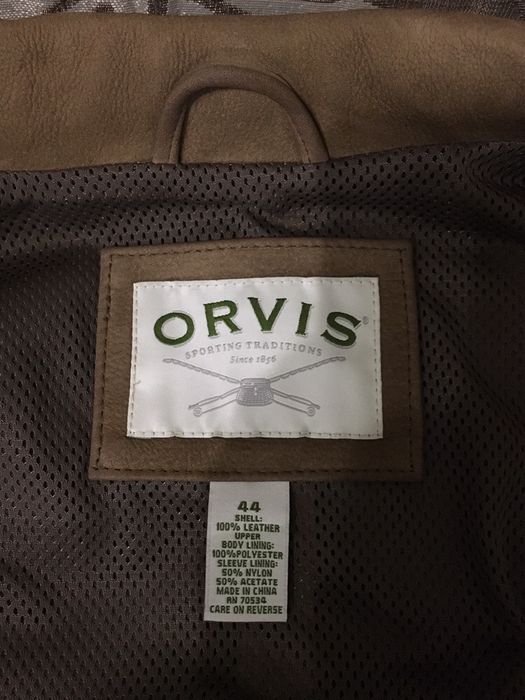 ORVIS®
SPORTING TRADITIONS
Since 1856
44
SHELL:
100% LEATHER
UPPER
BODY LINING:
100%POLYESTER
SLEEVE LINING:
50% NYLON
50% ACETATE
MADE IN CHINA
RN 70534
CARE ON REVERSE